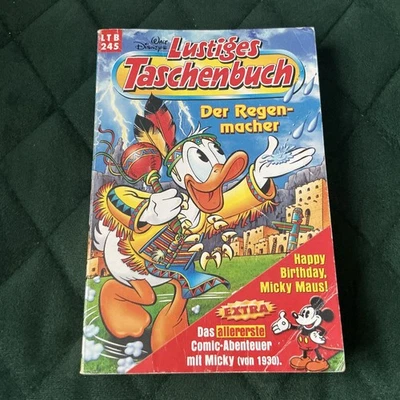 LTB
245
Walt
Disney's
Lustiges
Taschenbuch
Der Regen-
macher
Happy
Birthday,
Micky Maus!
EXTRA
Das allererste
Comic-Abenteuer
mit Micky (von 1930).